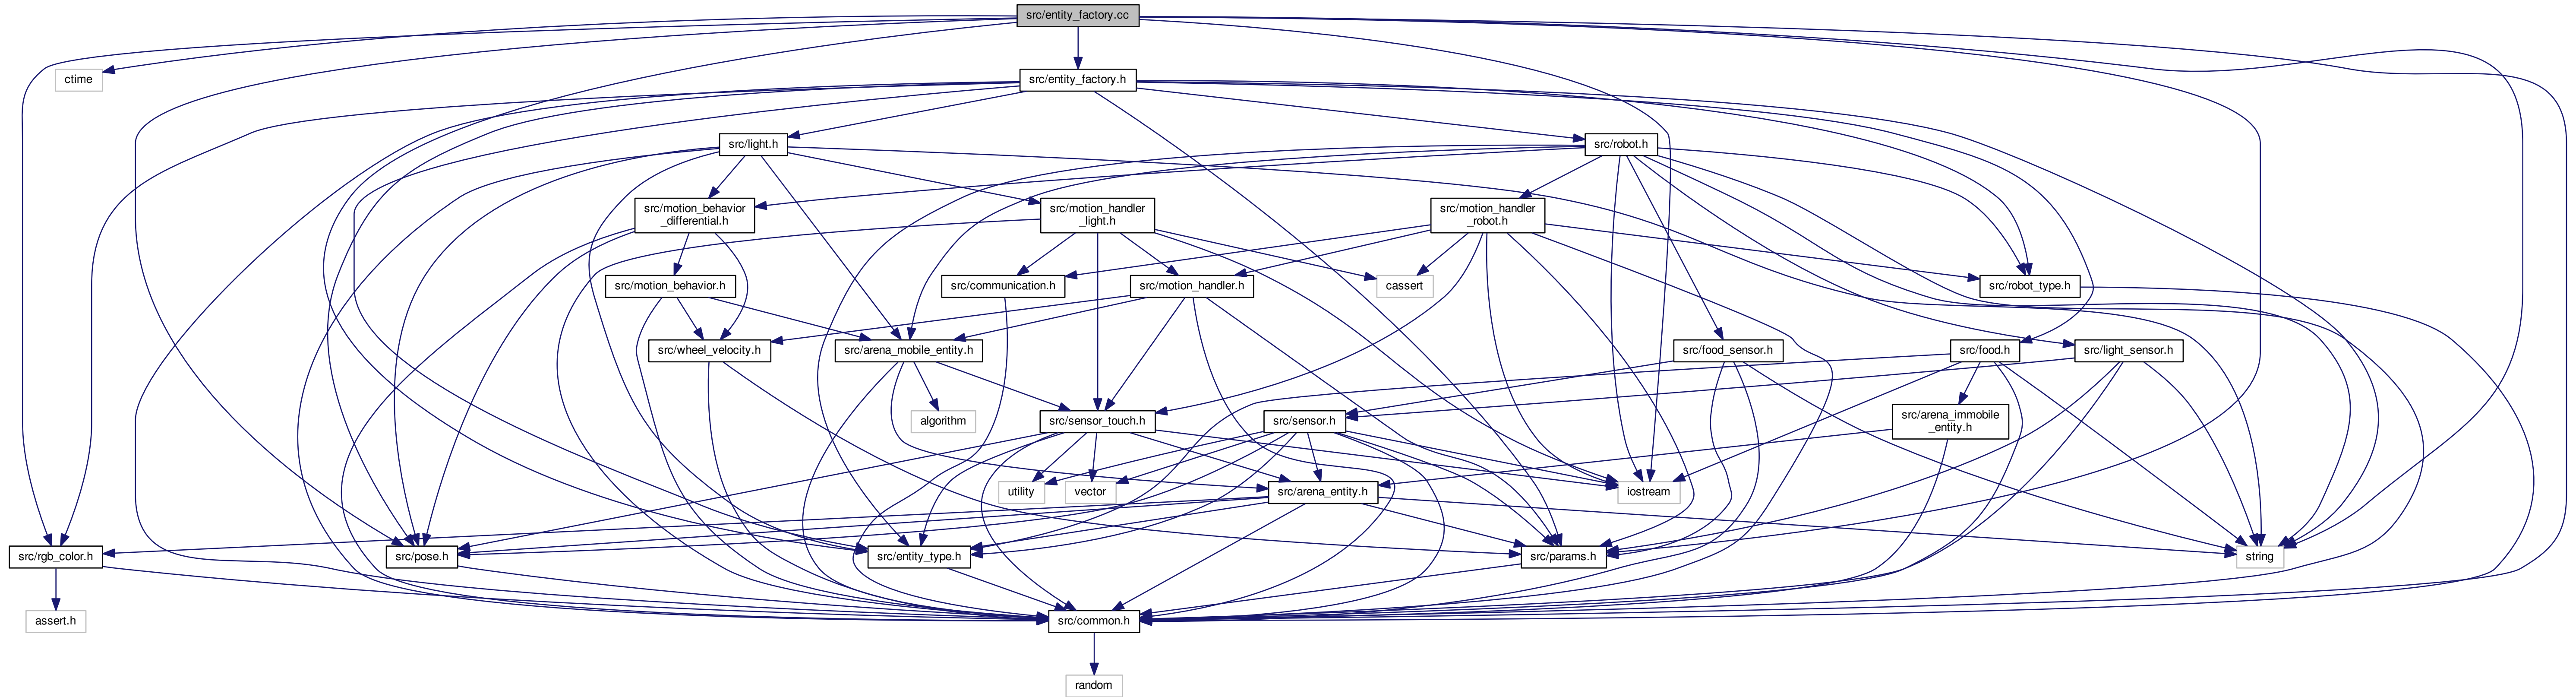 src/entity_factory.cc
ctime
src/entity_factory.h
src/light.h
src/robot.h
src/motion_behavior
_differential.h
src/motion_handler
_light.h
src/motion_handler
_robot.h
src/motion_behavior.h
src/communication.h
src/motion_handler.h
cassert
src/robot_type.h
src/wheel_velocity.h
src/arena_mobile_entity.h
src/food_sensor.h
src/food.h
src/light_sensor.h
algorithm
src/sensor_touch.h
src/sensor.h
src/arena_immobile
_entity.h
utility
vector
src/arena_entity.h
iostream
src/rgb_color.h
src/pose.h
src/entity_type.h
src/params.h
string
assert.h
src/common.h
random